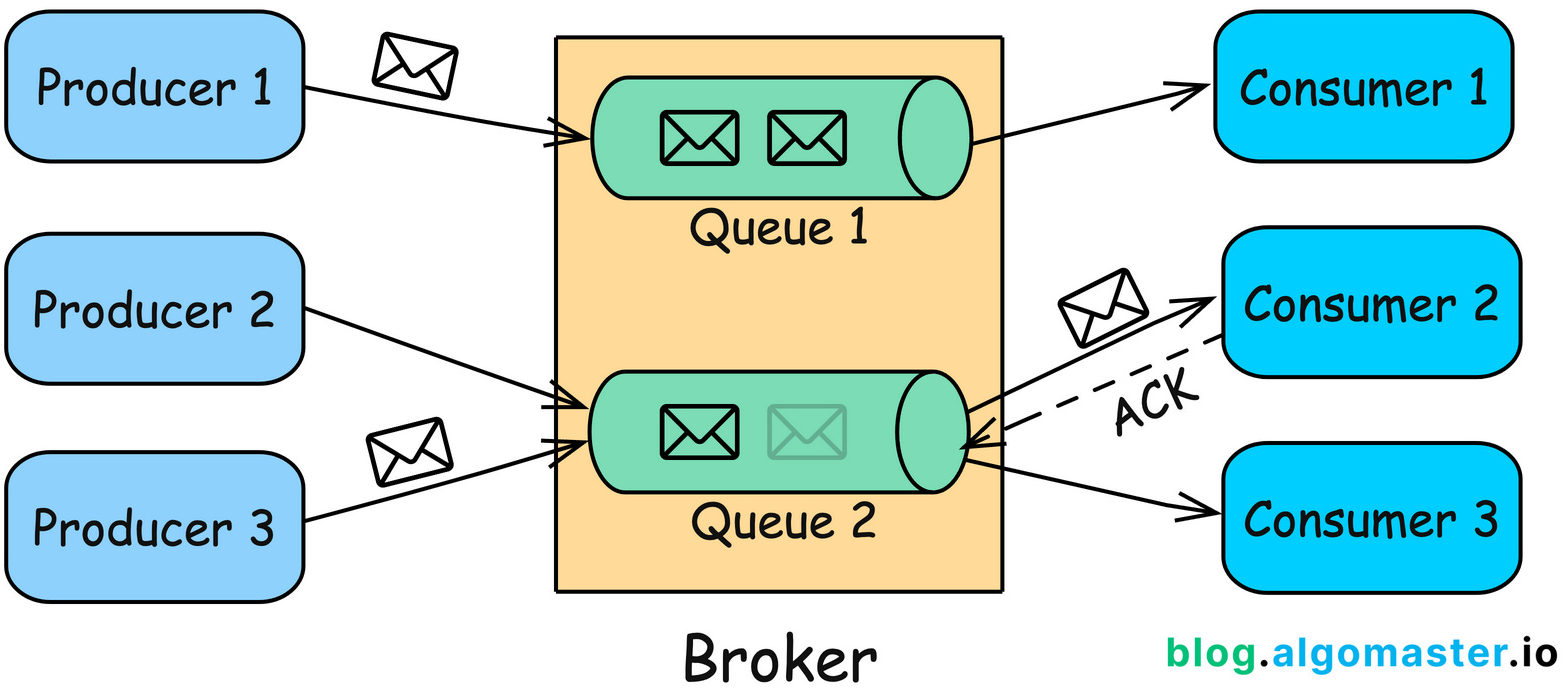 Producer 1
Producer 2
Producer 3
Queue 1
Queue 2
Broker
Consumer 1
Consumer 2
ACK
Consumer 3
blog.algomaster.io